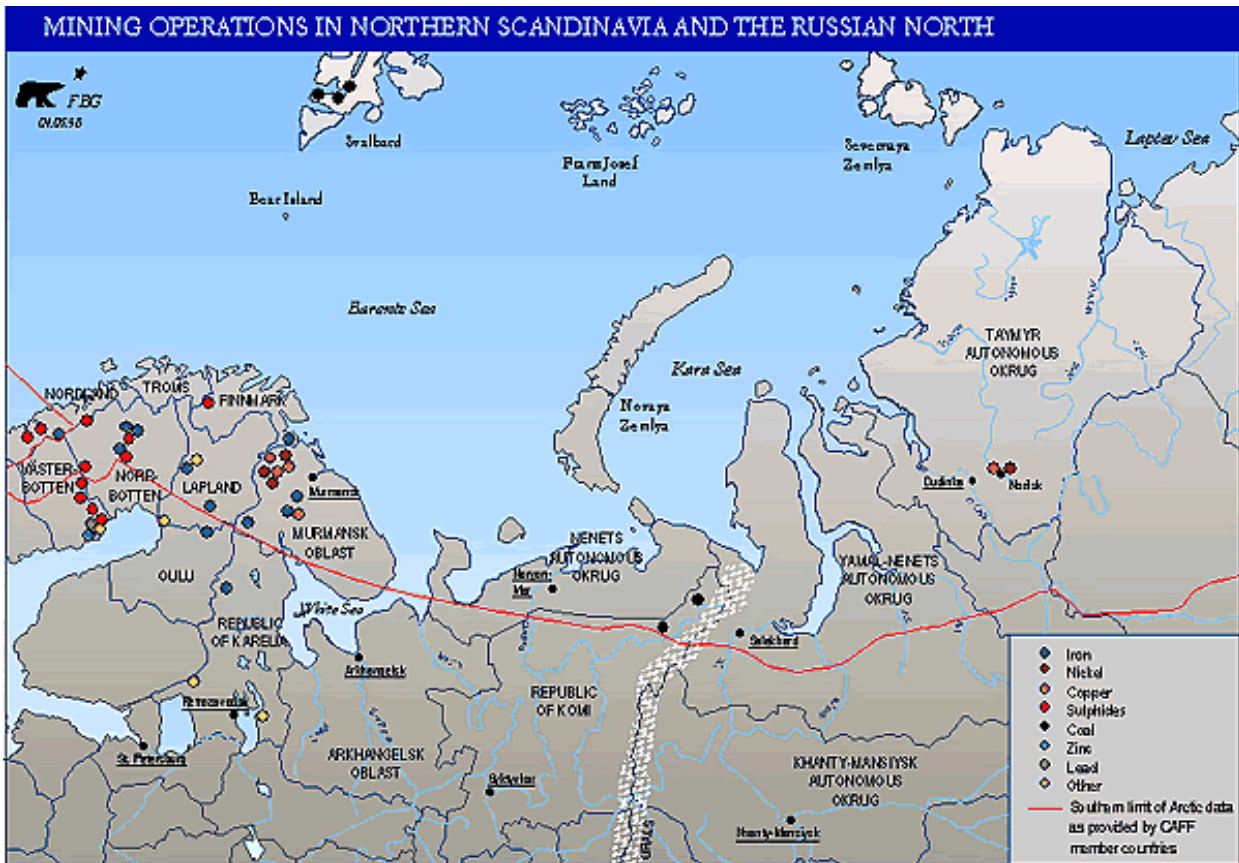 MINING OPERATIONS IN NORTHERN SCANDINAVIA AND THE RUSSIAN NORTH
FBG
Svalbard
Frans Josef
Land
Severnaya
Zemlya
Laptev Sea
Bear Island
Barents Sea
TAYMYR
AUTONOMOUS
OKRUG
Kara Sea
NORDLAND
TROMS
FINNMARK
Novaya
Zemlya
VÄSTER-
BOTTEN
NORR-
BOTTEN
LAPLAND
Murmansk
Dudinka
Norilsk
MURMANSK
OBLAST
NENETS
AUTONOMOUS
OKRUG
YAMAL-NENETS
AUTONOMOUS
OKRUG
OULU
White Sea
REPUBLIC
OF KARELIA
Salekhard
Arkhangelsk
Iron
Nickel
Copper
Sulphides
Coal
Zinc
Lead
Other
Southern limit of Arctic data
as provided by CAFF
member countries
REPUBLIC
OF KOMI
Petrozavodsk
St. Petersburg
ARKHANGELSK
OBLAST
KHANTY-MANSIYSK
AUTONOMOUS
OKRUG
Syktyvkar
Khanty-Mansiysk